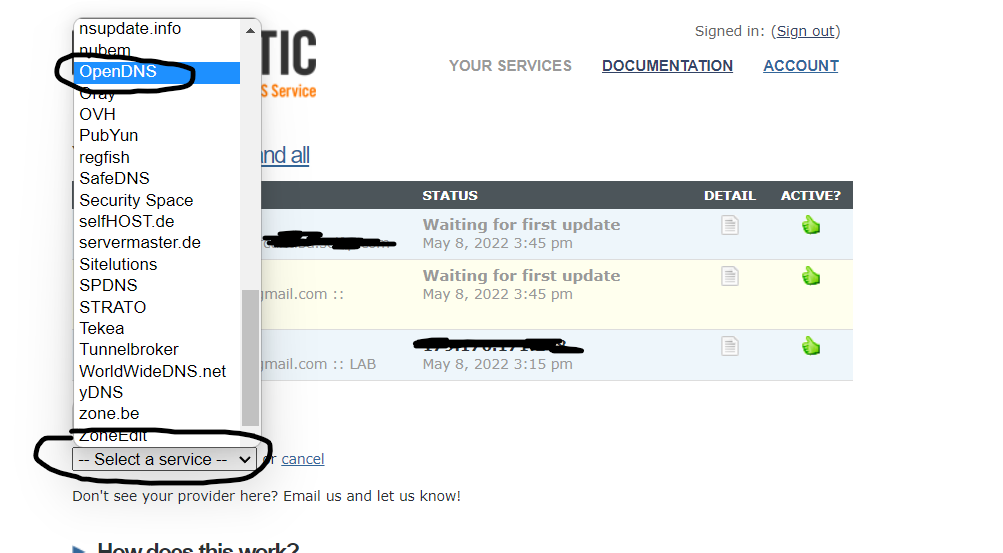 nsupdate.info
nubem
OpenDNS
Oray
OVH
PubYun
regfish
SafeDNS
Security Space
selfHOST.de
servermaster.de
Sitelutions
SPDNS
STRATO
Tekea
Tunnelbroker
WorldWideDNS.net
yDNS
zone.be
ZoneEdit
-- Select a service -- or cancel
Don't see your provider here? Email us and let us know!
How does this work?
TIC
S Service
Signed in: (Sign out)
YOUR SERVICES DOCUMENTATION ACCOUNT
and all
STATUS DETAIL ACTIVE?
Waiting for first update
May 8, 2022 3:45 pm
Waiting for first update
gmail.com :: May 8, 2022 3:45 pm
gmail.com :: LAB May 8, 2022 3:15 pm